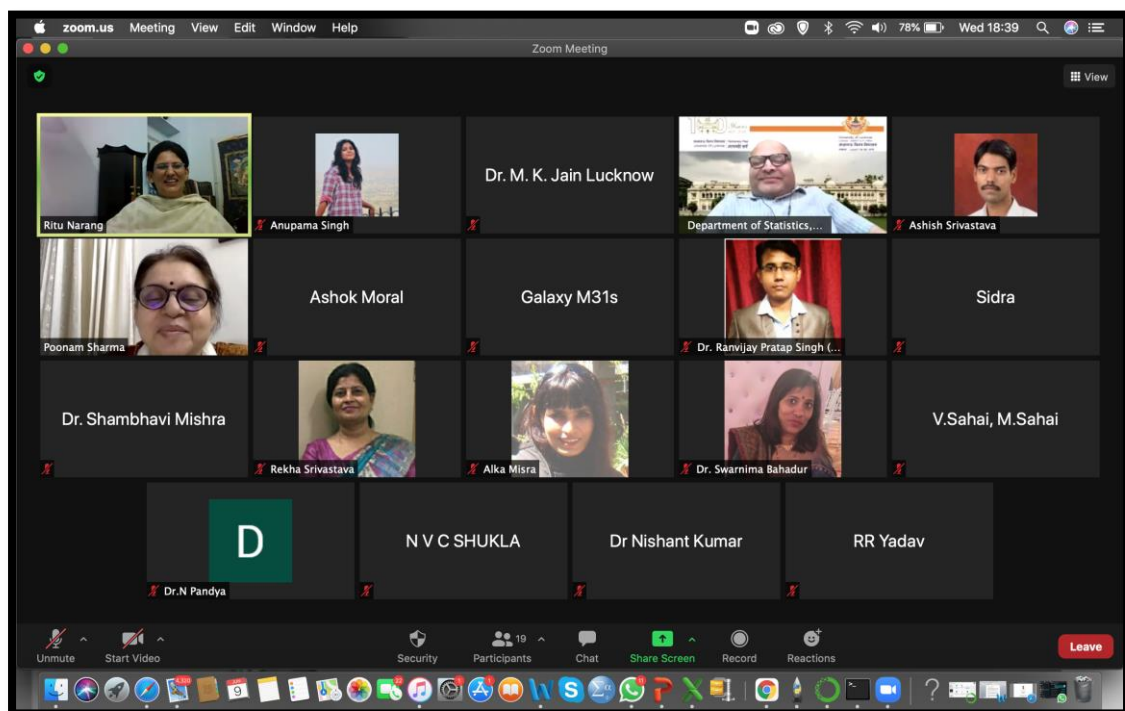 zoom.us Meeting View Edit Window Help 78% Wed 18:39
Zoom Meeting
View
Ritu Narang
Anupama Singh
Dr. M. K. Jain Lucknow
Department of Statistics,...
Ashish Srivastava
Poonam Sharma
Ashok Moral
Galaxy M31s
Dr. Ranvijay Pratap Singh (...
Sidra
Dr. Shambhavi Mishra
Rekha Srivastava
Alka Misra
Dr. Swarnima Bahadur
V.Sahai, M.Sahai
D
Dr.N Pandya
N V C SHUKLA
Dr Nishant Kumar
RR Yadav
Unmute
Start Video
Security
19
Participants
Chat
Share Screen
Record
Reactions
Leave